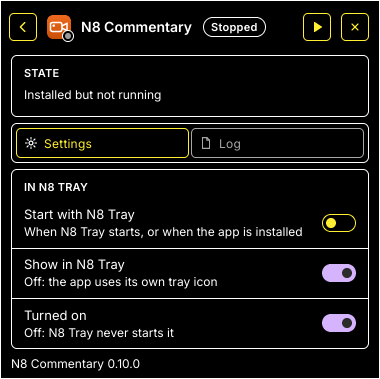 N8 Commentary
Stopped
STATE
Installed but not running
Settings
Log
IN N8 TRAY
Start with N8 Tray
When N8 Tray starts, or when the app is installed
Show in N8 Tray
Off: the app uses its own tray icon
Turned on
Off: N8 Tray never starts it
N8 Commentary 0.10.0